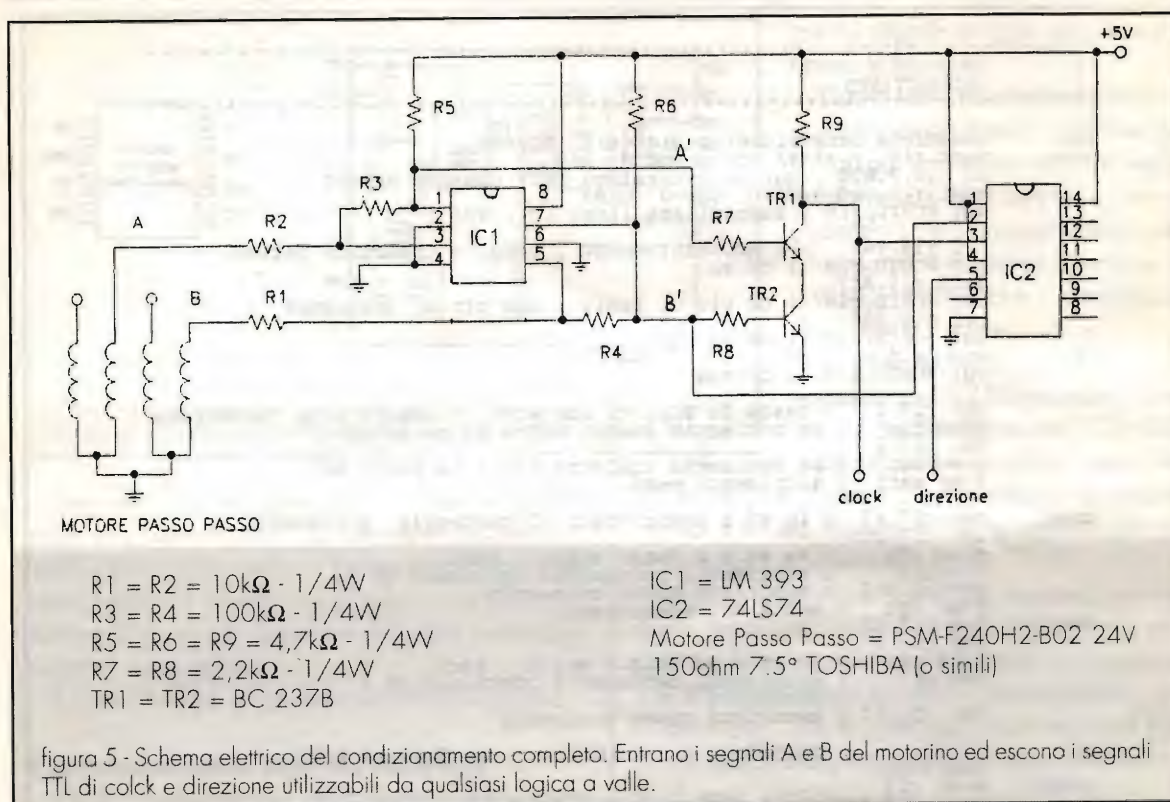 +5V
R5
R6
R9
A'
R3
1
2
3
4
IC1
8
7
6
5
TR1
R7
A
R2
1
2
3
4
5
6
7
IC2
14
13
12
11
10
9
8
B
R1
R4
B'
R8
TR2
clock
direzione
MOTORE PASSO PASSO
R1 = R2 = 10kΩ - 1/4W
R3 = R4 = 100kΩ - 1/4W
R5 = R6 = R9 = 4,7kΩ - 1/4W
R7 = R8 = 2,2kΩ - 1/4W
TR1 = TR2 = BC 237B
IC1 = LM 393
IC2 = 74LS74
Motore Passo Passo = PSM-F240H2-B02 24V
150ohm 7.5° TOSHIBA (o simili)
figura 5 - Schema elettrico del condizionamento completo. Entrano i segnali A e B del motorino ed escono i segnali
TTL di colck e direzione utilizzabili da qualsiasi logica a valle.